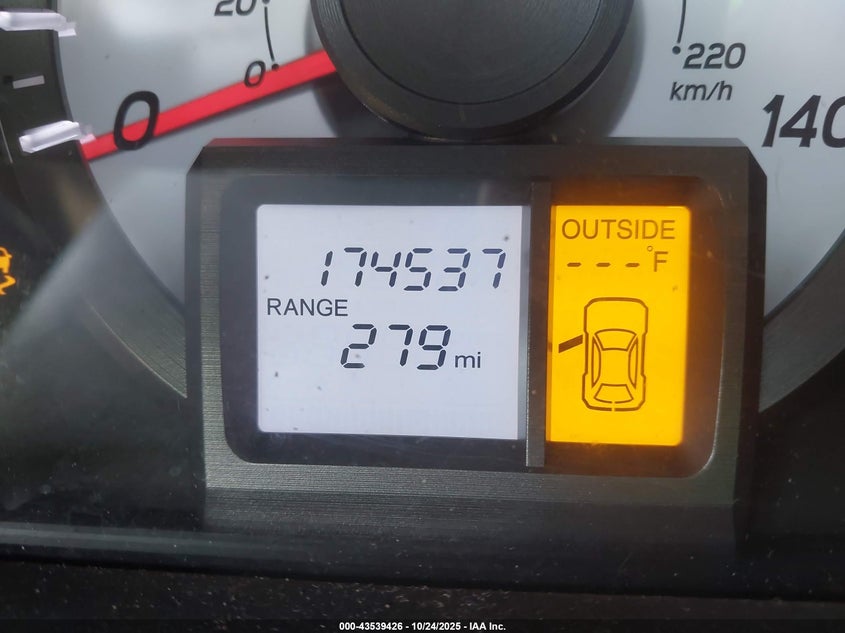 20
0
220
km/h
0
140
OUTSIDE
---°F
174537
RANGE
279 mi
000-43539426 - 10/24/2025 - IAA Inc.